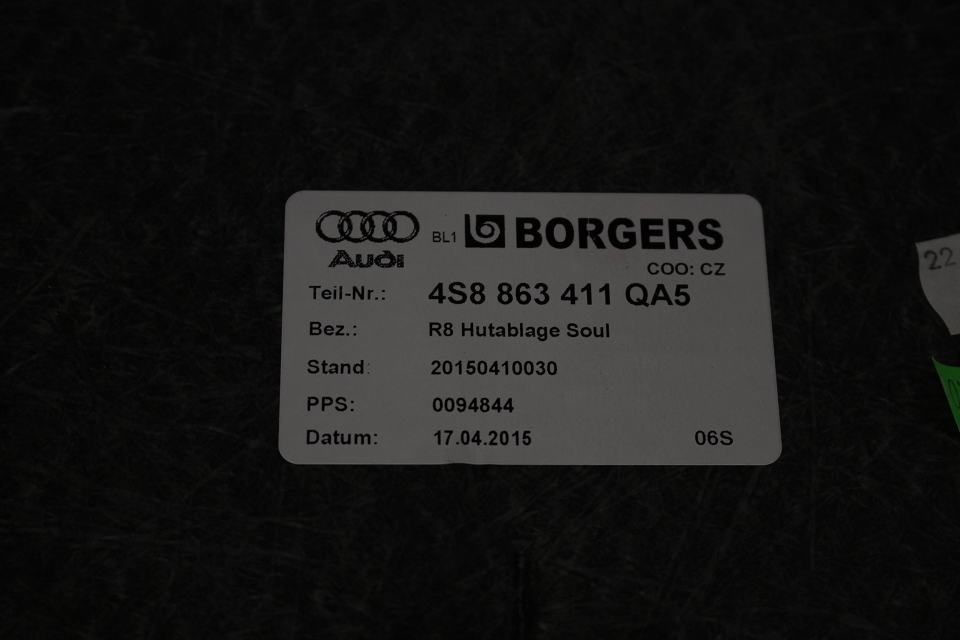 Audi
BL1 BORGERS
COO: CZ
Teil-Nr.: 4S8 863 411 QA5
Bez.: R8 Hutablage Soul
Stand: 20150410030
PPS: 0094844
Datum: 17.04.2015 06S
22